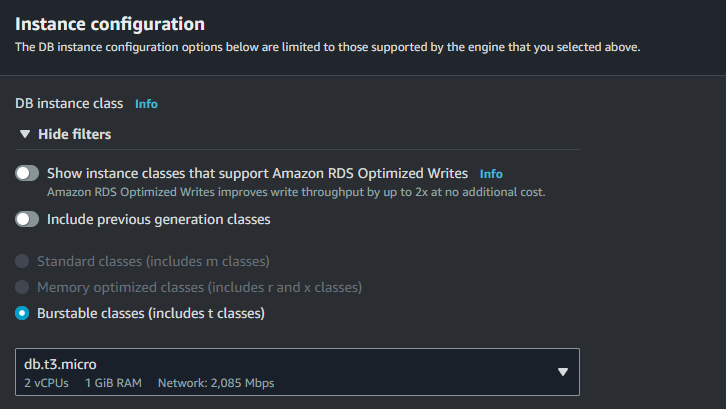 Instance configuration
The DB instance configuration options below are limited to those supported by the engine that you selected above.
DB instance class Info
Hide filters
Show instance classes that support Amazon RDS Optimized Writes Info
Amazon RDS Optimized Writes improves write throughput by up to 2x at no additional cost.
Include previous generation classes
Standard classes (includes m classes)
Memory optimized classes (includes r and x classes)
Burstable classes (includes t classes)
db.t3.micro
2 vCPUs 1 GiB RAM Network: 2,085 Mbps